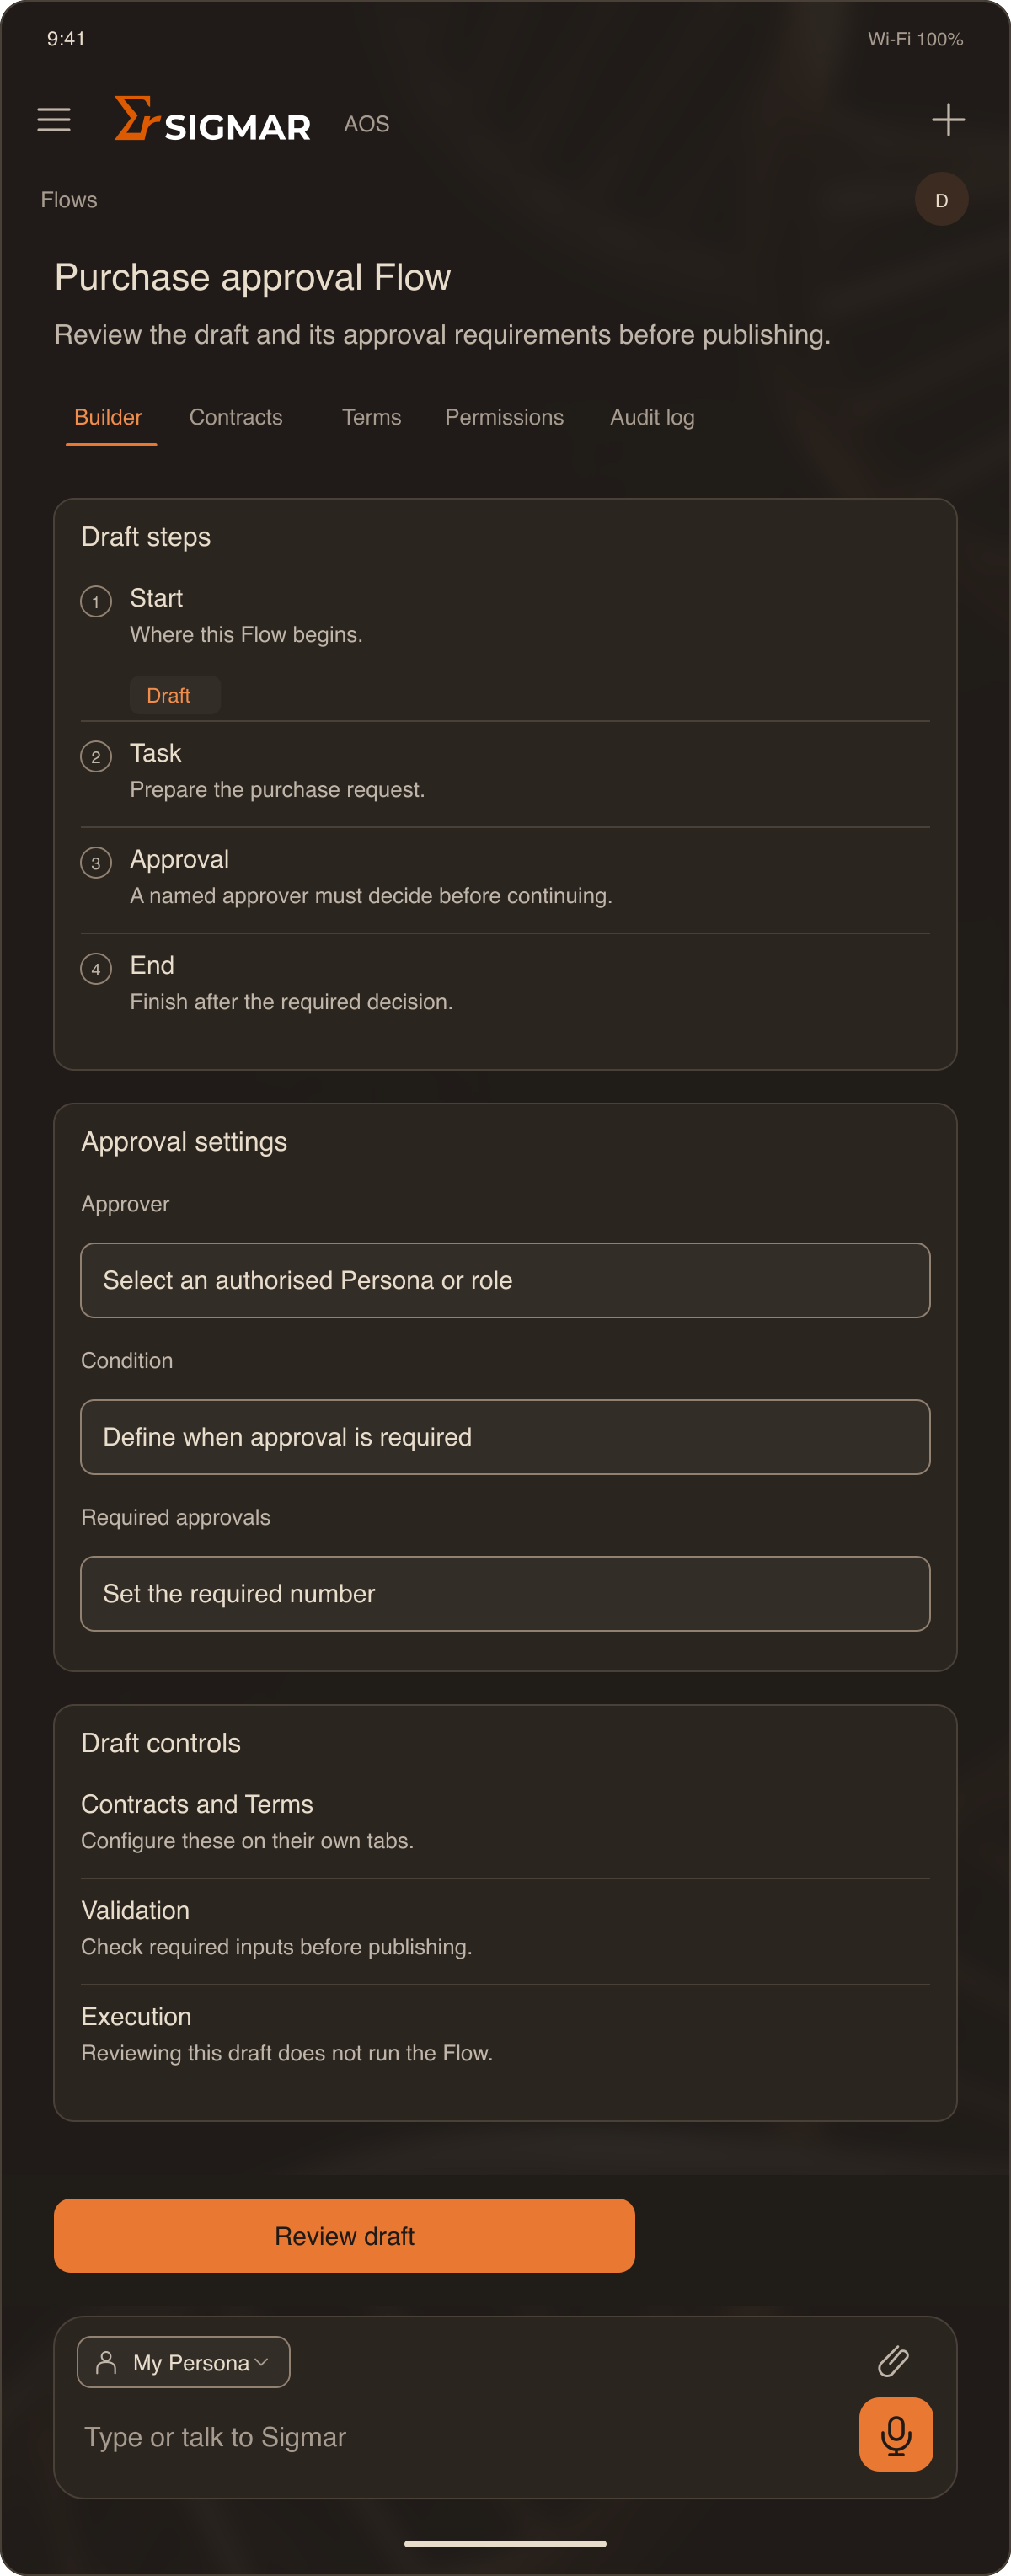 9:41
Wi-Fi 100%
Σr SIGMAR AOS
Flows
D
Purchase approval Flow
Review the draft and its approval requirements before publishing.
Builder Contracts Terms Permissions Audit log
Draft steps
1 Start
Where this Flow begins.
Draft
2 Task
Prepare the purchase request.
3 Approval
A named approver must decide before continuing.
4 End
Finish after the required decision.
Approval settings
Approver
Select an authorised Persona or role
Condition
Define when approval is required
Required approvals
Set the required number
Draft controls
Contracts and Terms
Configure these on their own tabs.
Validation
Check required inputs before publishing.
Execution
Reviewing this draft does not run the Flow.
Review draft
My Persona
Type or talk to Sigmar